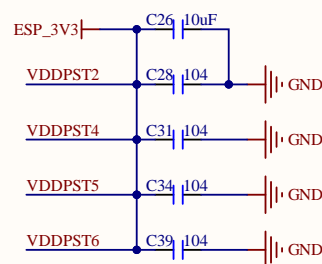 C26 10uF
ESP_3V3
VDDPST2 C28 104
GND
VDDPST4 C31 104
GND
VDDPST5 C34 104
GND
VDDPST6 C39 104
GND